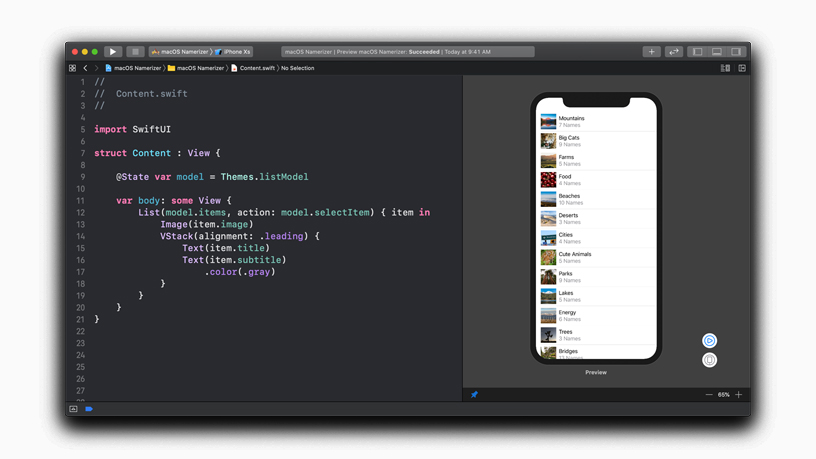 macOS Namerizer 〉 iPhone Xs
macOS Namerizer | Preview macOS Namerizer: Succeeded | Today at 9:41 AM
macOS Namerizer 〉 macOS Namerizer 〉 Content.swift 〉 No Selection
1 //
2 //  Content.swift
3 //
4
5 import SwiftUI
6
7 struct Content : View {
8
9     @State var model = Themes.listModel
10
11     var body: some View {
12         List(model.items, action: model.selectItem) { item in
13             Image(item.image)
14             VStack(alignment: .leading) {
15                 Text(item.title)
16                 Text(item.subtitle)
17                     .color(.gray)
18             }
19         }
20     }
21 }
22
23
24
25
26
27
28
Mountains
7 Names
Big Cats
9 Names
Farms
5 Names
Food
4 Names
Beaches
10 Names
Deserts
3 Names
Cities
4 Names
Cute Animals
5 Names
Parks
9 Names
Lakes
5 Names
Energy
6 Names
Trees
3 Names
Bridges
Names
Preview
65%